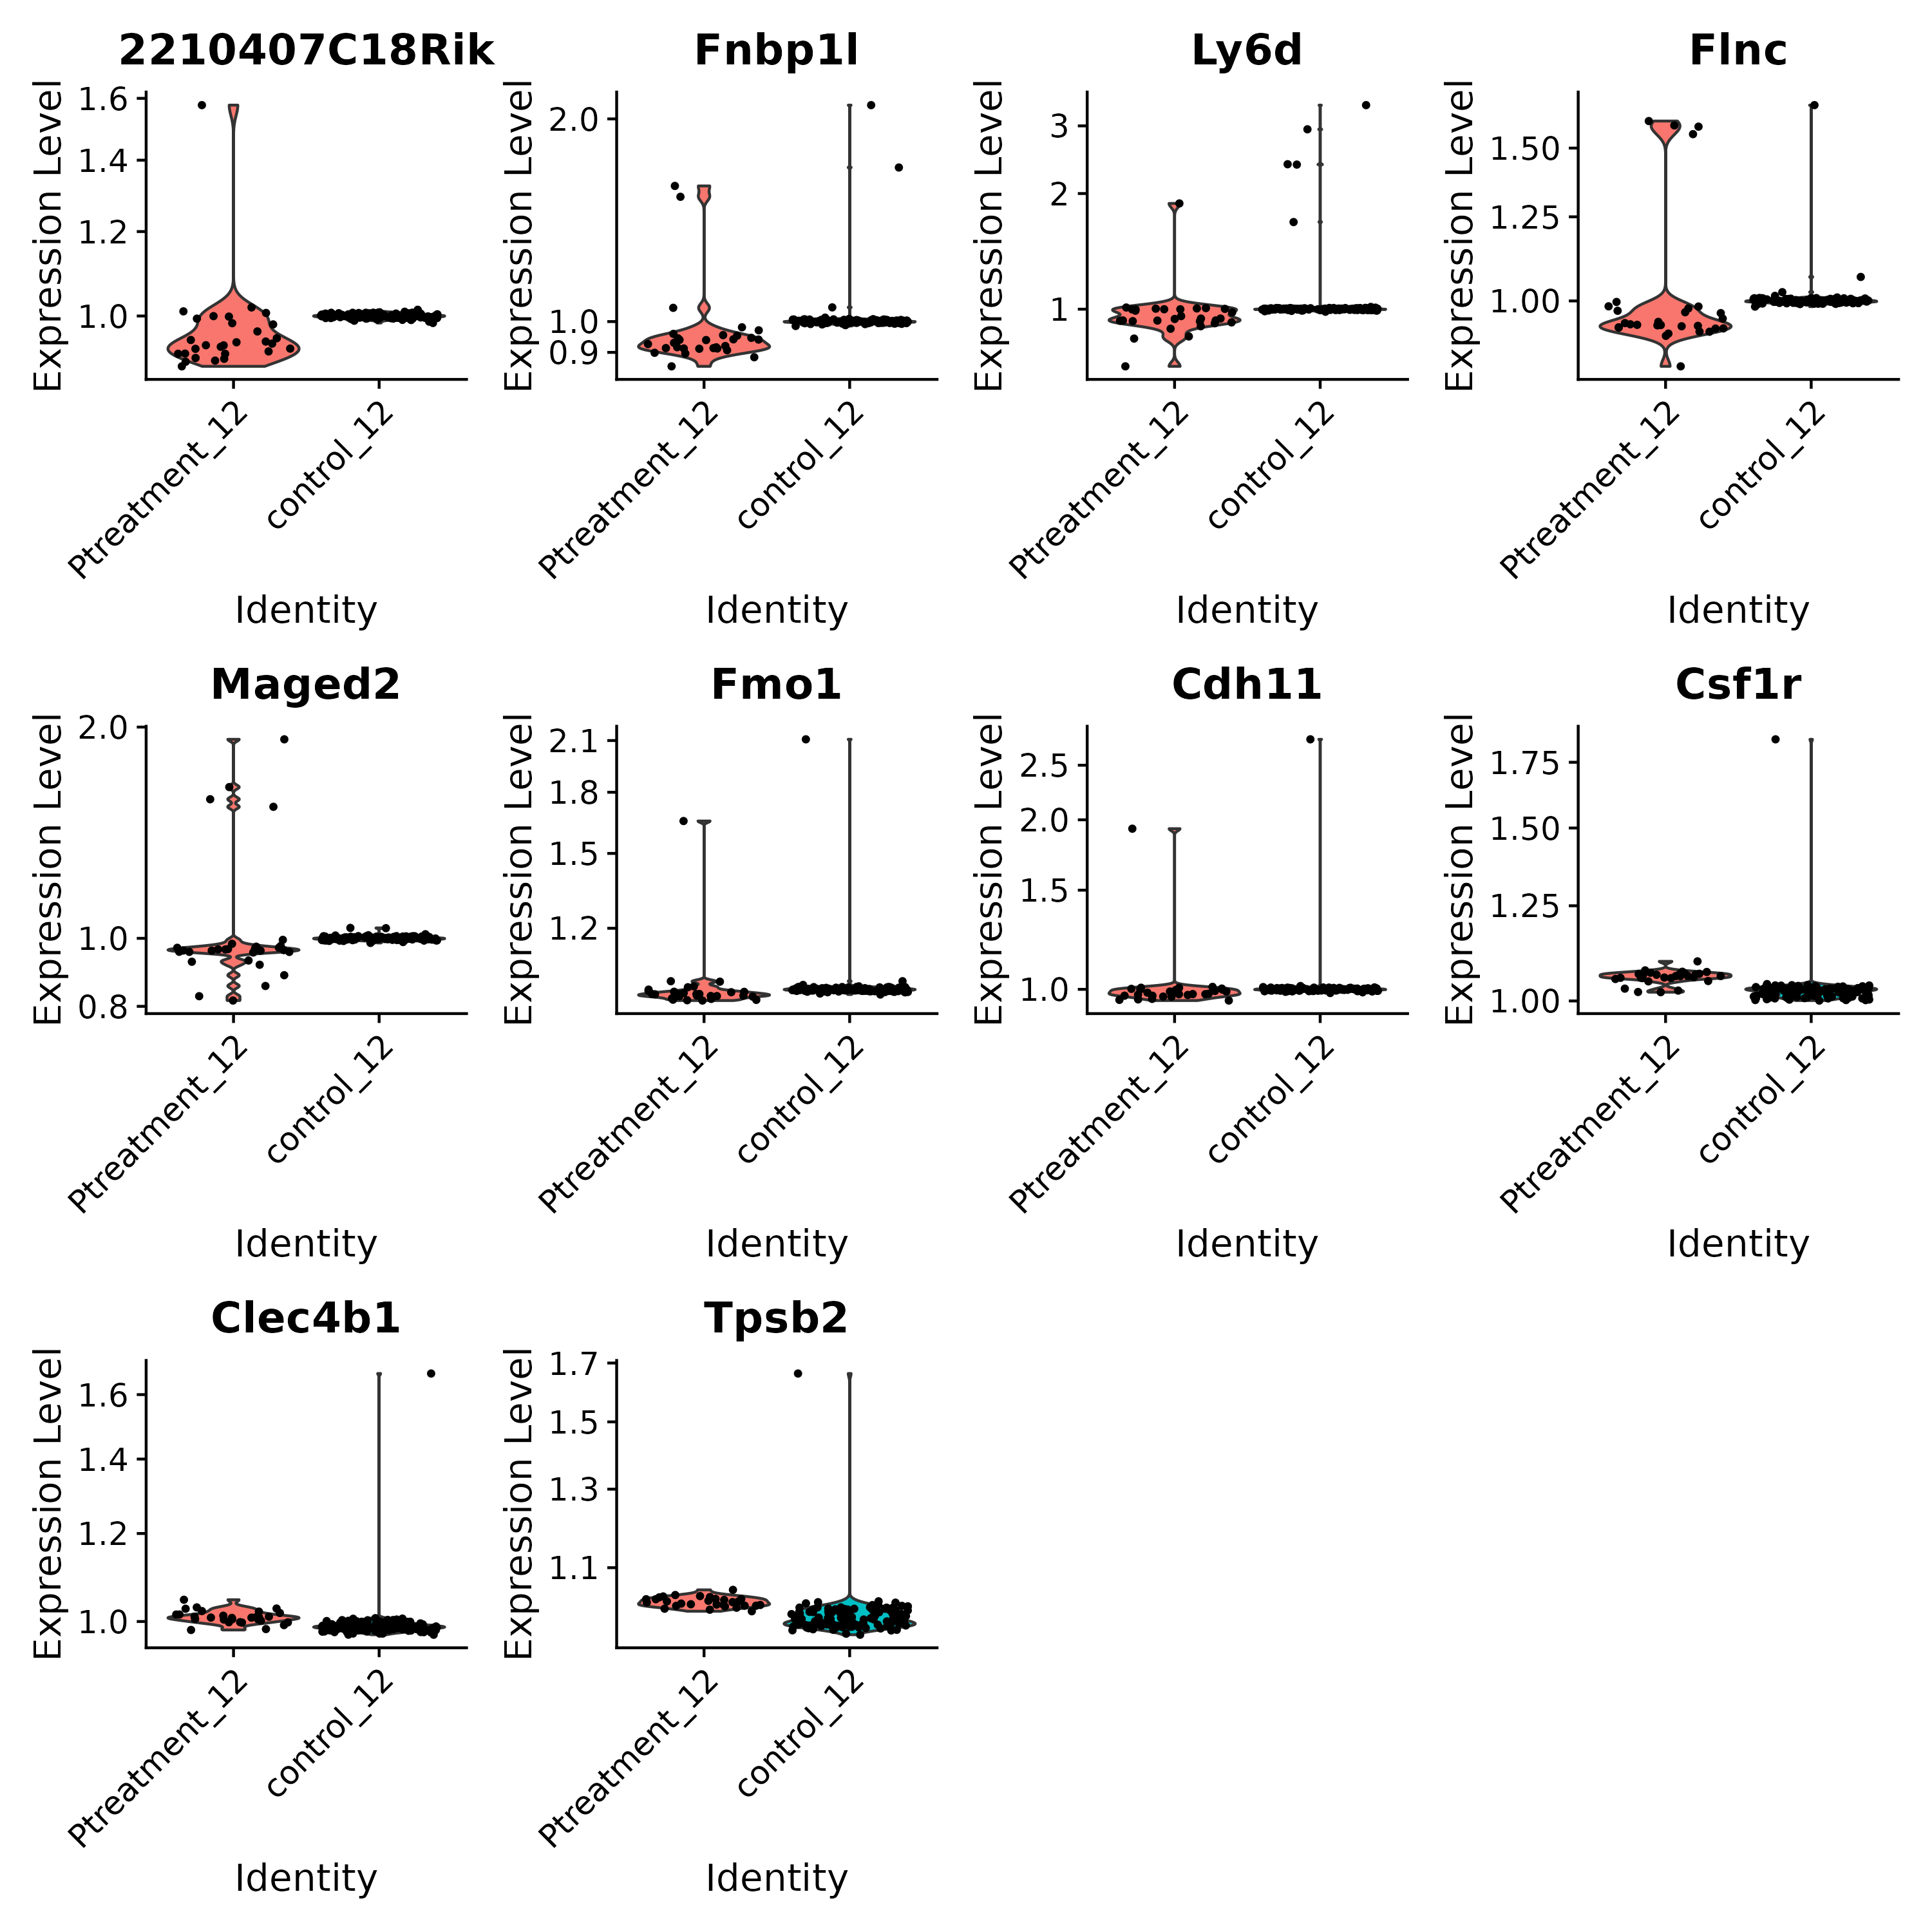 2210407C18Rik
Expression Level
1.6
1.4
1.2
1.0
Ptreatment_12
control_12
Identity
Fnbp1l
Expression Level
2.0
1.0
0.9
Ptreatment_12
control_12
Identity
Ly6d
Expression Level
3
2
1
Ptreatment_12
control_12
Identity
Flnc
Expression Level
1.50
1.25
1.00
Ptreatment_12
control_12
Identity
Maged2
Expression Level
2.0
1.0
0.8
Ptreatment_12
control_12
Identity
Fmo1
Expression Level
2.1
1.8
1.5
1.2
Ptreatment_12
control_12
Identity
Cdh11
Expression Level
2.5
2.0
1.5
1.0
Ptreatment_12
control_12
Identity
Csf1r
Expression Level
1.75
1.50
1.25
1.00
Ptreatment_12
control_12
Identity
Clec4b1
Expression Level
1.6
1.4
1.2
1.0
Ptreatment_12
control_12
Identity
Tpsb2
Expression Level
1.7
1.5
1.3
1.1
Ptreatment_12
control_12
Identity